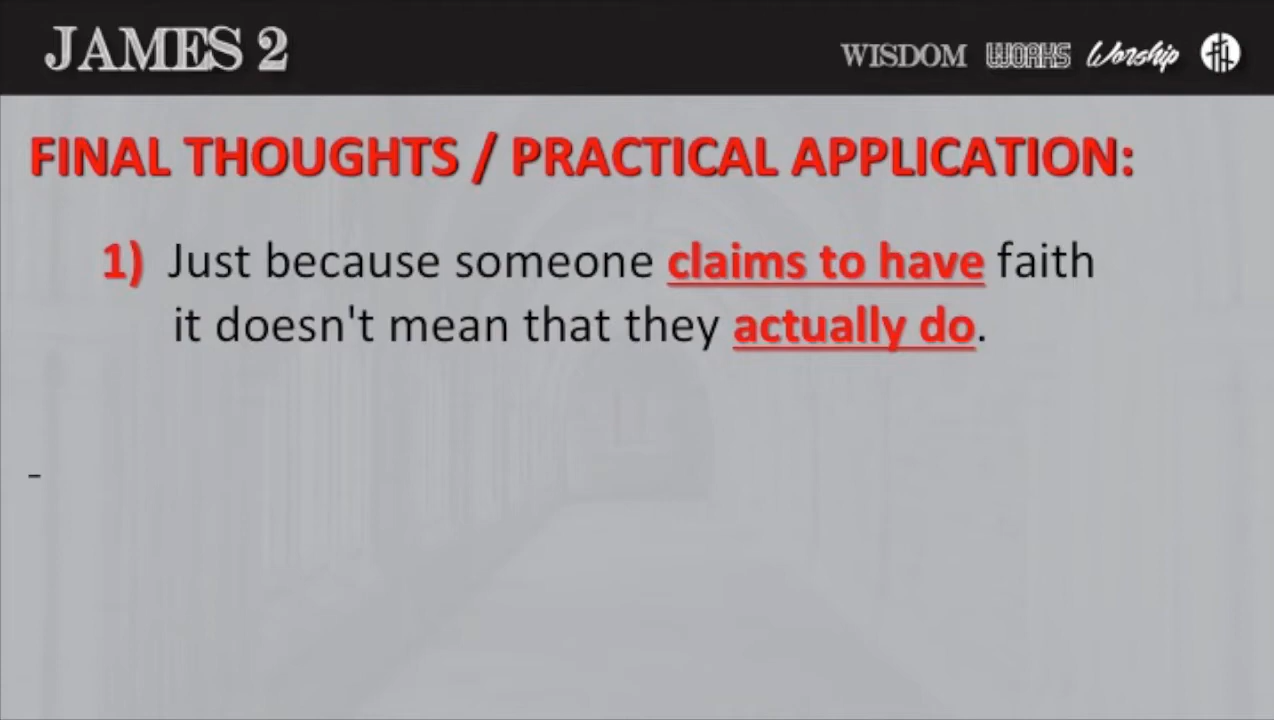 JAMES 2
WISDOM WORKS Worship
FINAL THOUGHTS / PRACTICAL APPLICATION:
1) Just because someone claims to have faith
it doesn't mean that they actually do.
-